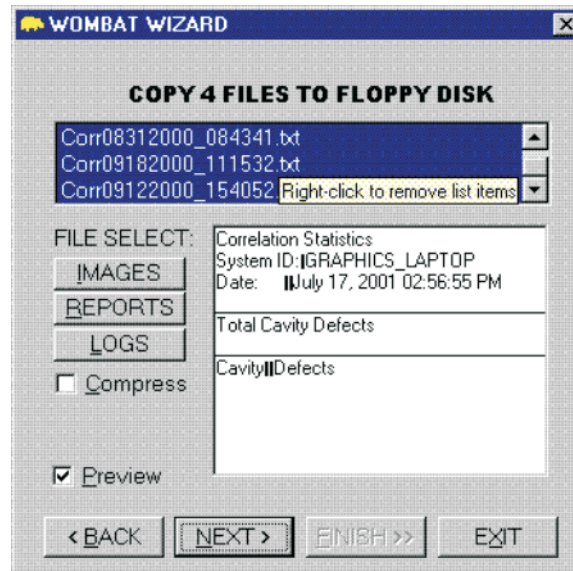 WOMBAT WIZARD
COPY 4 FILES TO FLOPPY DISK
Corr08312000_084341.txt
Corr09182000_111532.txt
Corr09122000_154052.
Right-click to remove list items
FILE SELECT:
IMAGES
REPORTS
LOGS
Compress
Preview
Correlation Statistics
System ID:GRAPHICS_LAPTOP
Date: July 17, 2001 02:56:55 PM
Total Cavity Defects
Cavity Defects
< BACK
NEXT >
FINISH >>
EXIT